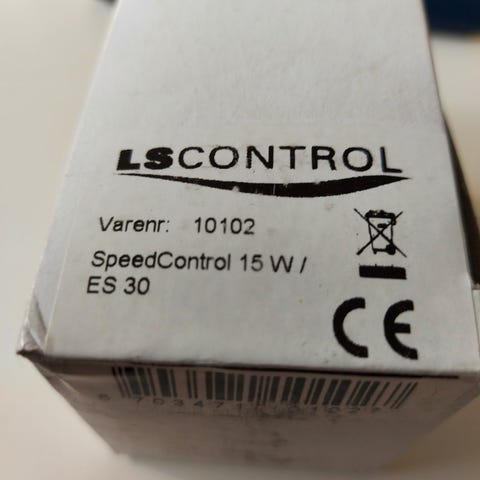 LSCONTROL
Varenr: 10102
SpeedControl 15 W /
ES 30
CE